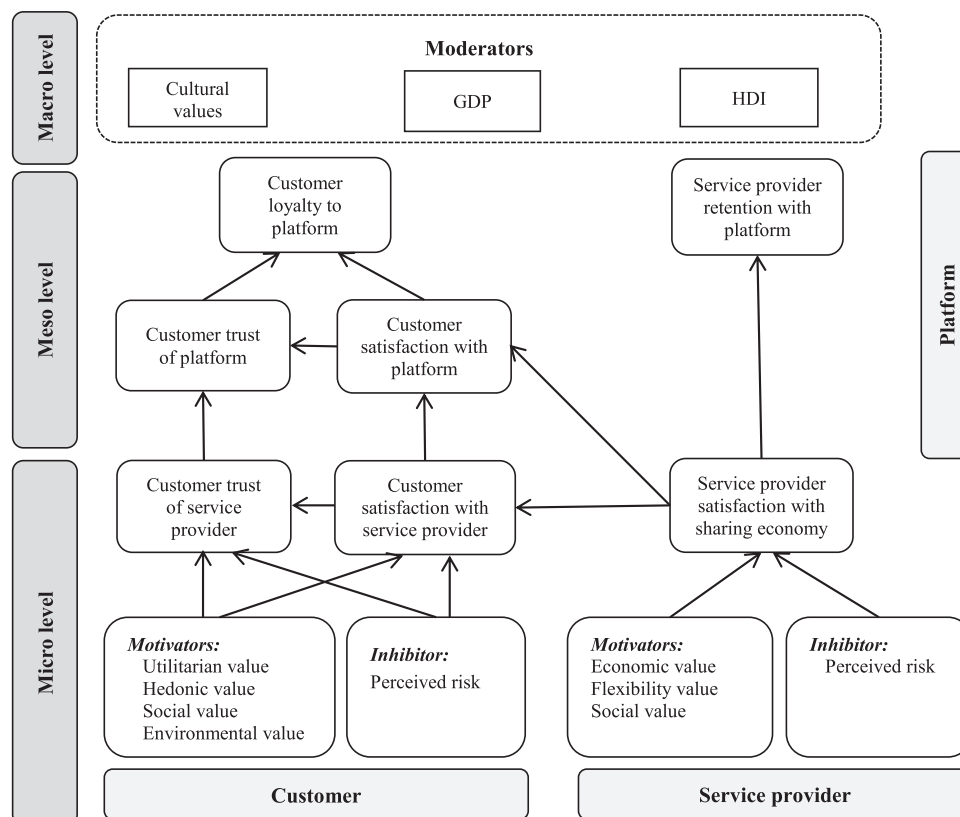 Macro level
Moderators
Cultural
values
GDP
HDI
Meso level
Customer
loyalty to
platform
Service provider
retention with
platform
Platform
Customer trust
of platform
Customer
satisfaction with
platform
Micro level
Customer trust
of service
provider
Customer
satisfaction with
service provider
Service provider
satisfaction with
sharing economy
Motivators:
Utilitarian value
Hedonic value
Social value
Environmental value
Inhibitor:
Perceived risk
Motivators:
Economic value
Flexibility value
Social value
Inhibitor:
Perceived risk
Customer
Service provider